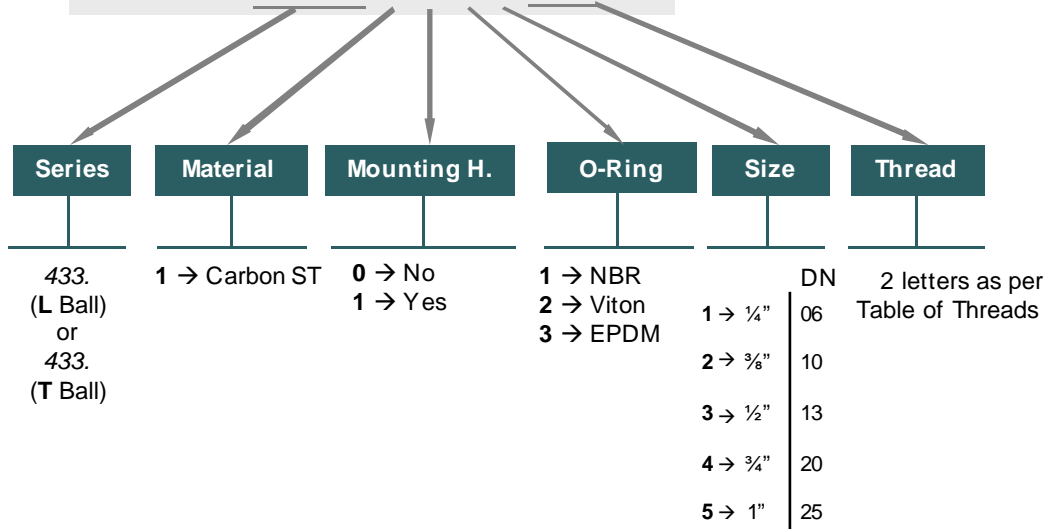 Series
Material
Mounting H.
O-Ring
Size
Thread
433.
(L Ball)
or
433.
(T Ball)
1 → Carbon ST
0 → No
1 → Yes
1 → NBR
2 → Viton
3 → EPDM
DN
1 → ¼” 06
2 → ⅜” 10
3 → ½” 13
4 → ¾” 20
5 → 1” 25
2 letters as per
Table of Threads